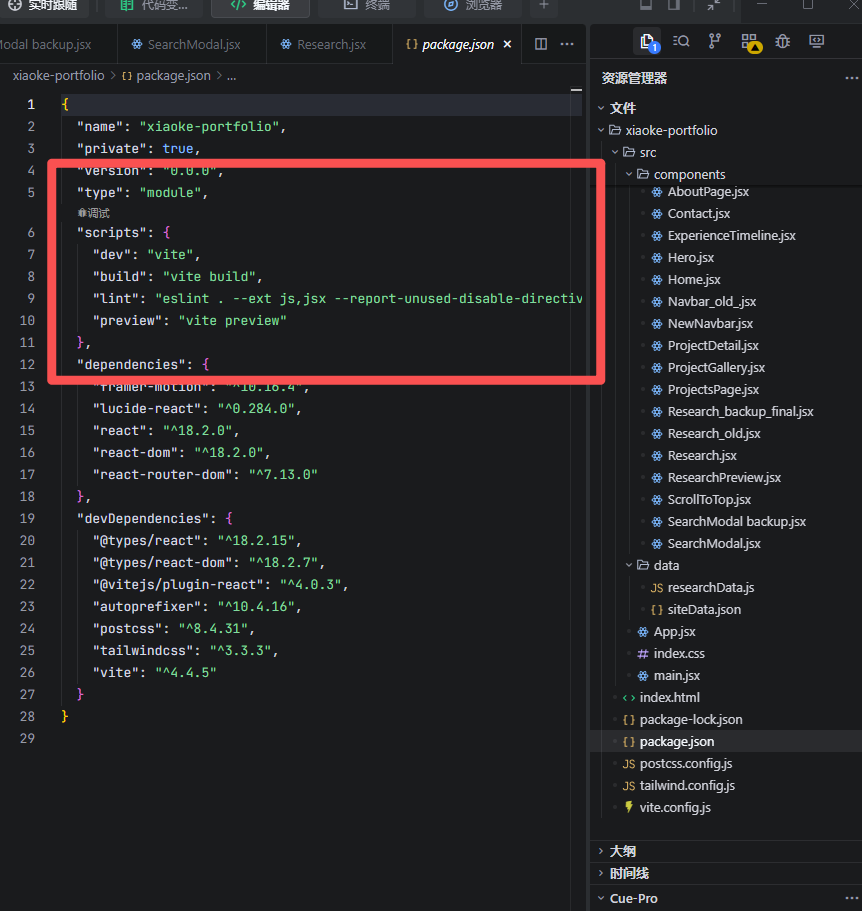 实时跟随
代码变...
编辑器
终端
浏览器
Modal backup.jsx
SearchModal.jsx
Research.jsx
package.json
xiaoke-portfolio > package.json > ...
1 {
2 "name": "xiaoke-portfolio",
3 "private": true,
4 "version": "0.0.0",
5 "type": "module",
调试
6 "scripts": {
7 "dev": "vite",
8 "build": "vite build",
9 "lint": "eslint . --ext js,jsx --report-unused-disable-directiv
10 "preview": "vite preview"
11 },
12 "dependencies": {
13 "framer-motion": "^10.16.4",
14 "lucide-react": "^0.284.0",
15 "react": "^18.2.0",
16 "react-dom": "^18.2.0",
17 "react-router-dom": "^7.13.0"
18 },
19 "devDependencies": {
20 "@types/react": "^18.2.15",
21 "@types/react-dom": "^18.2.7",
22 "@vitejs/plugin-react": "^4.0.3",
23 "autoprefixer": "^10.4.16",
24 "postcss": "^8.4.31",
25 "tailwindcss": "^3.3.3",
26 "vite": "^4.4.5"
27 }
28 }
29
1
资源管理器
文件
xiaoke-portfolio
src
components
AboutPage.jsx
Contact.jsx
ExperienceTimeline.jsx
Hero.jsx
Home.jsx
Navbar_old_.jsx
NewNavbar.jsx
ProjectDetail.jsx
ProjectGallery.jsx
ProjectsPage.jsx
Research_backup_final.jsx
Research_old.jsx
Research.jsx
ResearchPreview.jsx
ScrollToTop.jsx
SearchModal backup.jsx
SearchModal.jsx
data
JS researchData.js
{} siteData.json
App.jsx
# index.css
main.jsx
<> index.html
{} package-lock.json
{} package.json
JS postcss.config.js
JS tailwind.config.js
vite.config.js
大纲
时间线
Cue-Pro